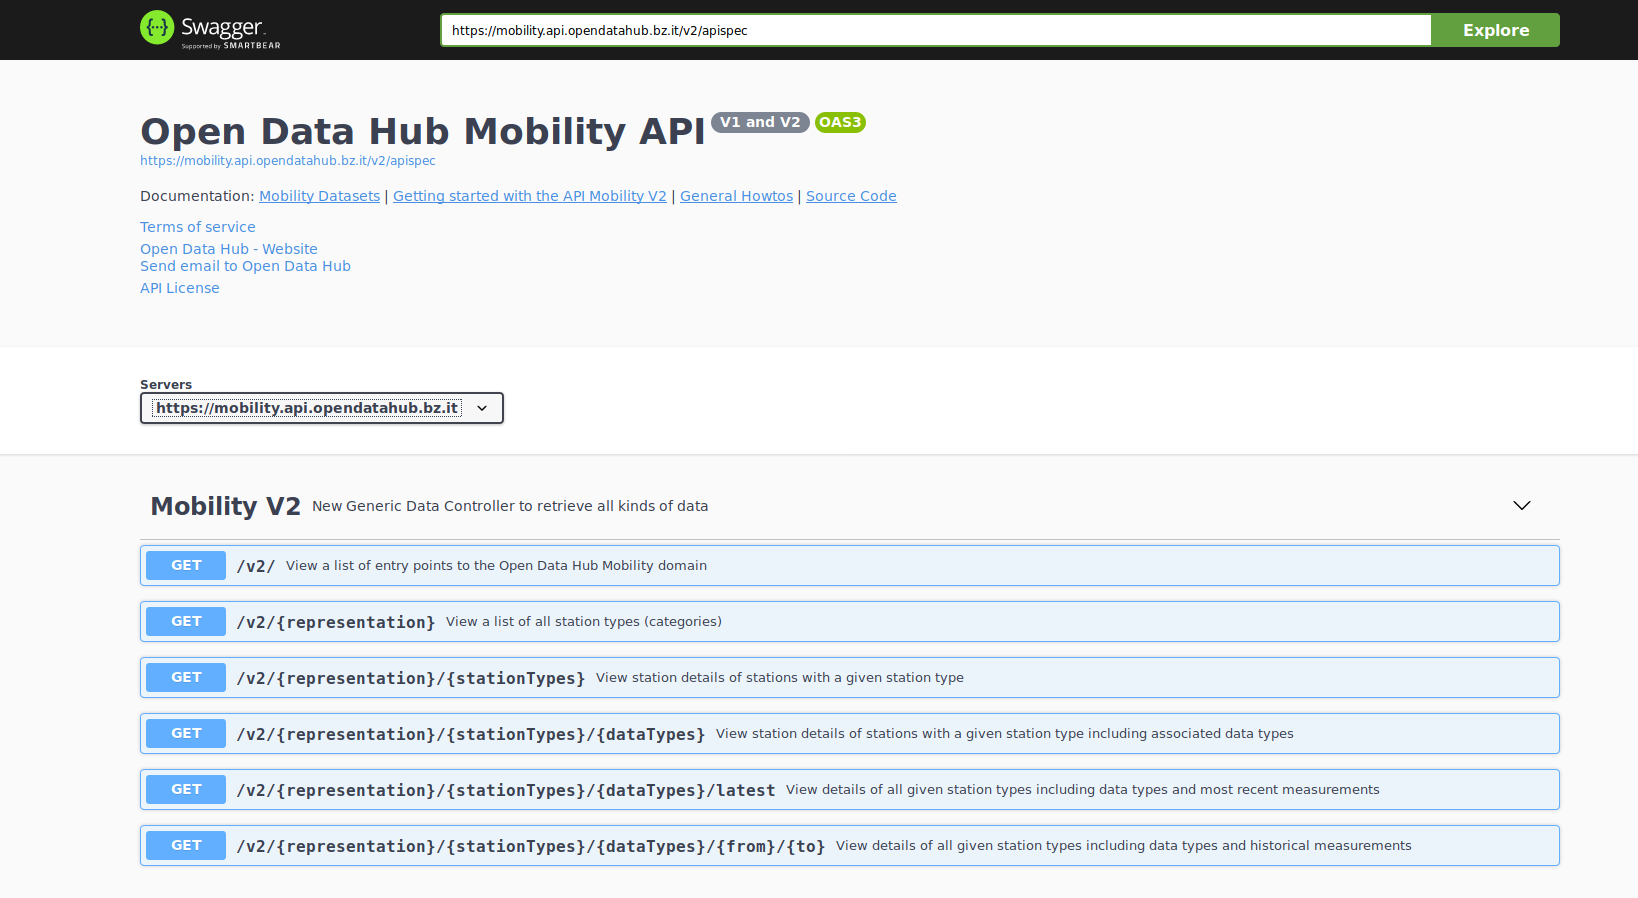 Swagger.
Supported by SMARTBEAR
https://mobility.api.opendatahub.bz.it/v2/apispec
Explore
Open Data Hub Mobility API V1 and V2 OAS3
https://mobility.api.opendatahub.bz.it/v2/apispec
Documentation: Mobility Datasets | Getting started with the API Mobility V2 | General Howtos | Source Code
Terms of service
Open Data Hub - Website
Send email to Open Data Hub
API License
Servers
https://mobility.api.opendatahub.bz.it
Mobility V2 New Generic Data Controller to retrieve all kinds of data
GET /v2/ View a list of entry points to the Open Data Hub Mobility domain
GET /v2/{representation} View a list of all station types (categories)
GET /v2/{representation}/{stationTypes} View station details of stations with a given station type
GET /v2/{representation}/{stationTypes}/{dataTypes} View station details of stations with a given station type including associated data types
GET /v2/{representation}/{stationTypes}/{dataTypes}/latest View details of all given station types including data types and most recent measurements
GET /v2/{representation}/{stationTypes}/{dataTypes}/{from}/{to} View details of all given station types including data types and historical measurements